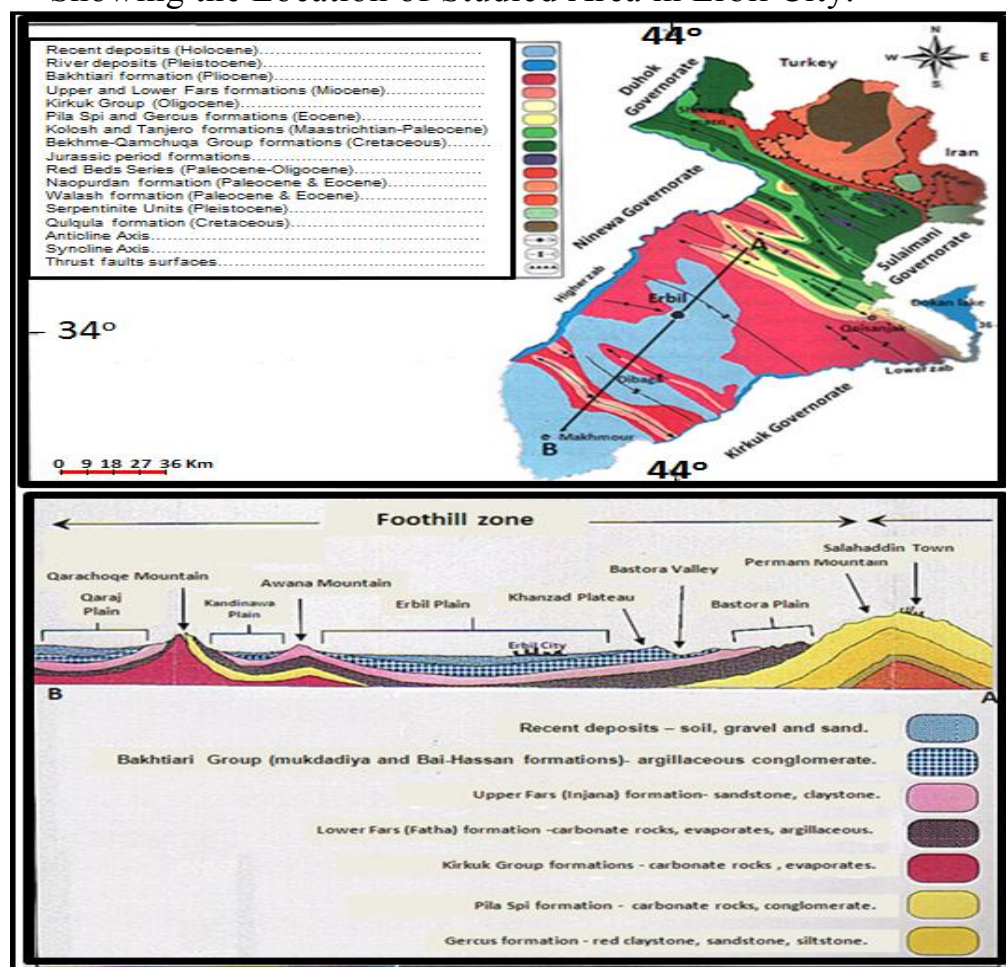 Showing the Location of Studied Area in Erbil City.
Recent deposits (Holocene)
River deposits (Pleistocene)
Bakhtiari formation (Pliocene)
Upper and Lower Fars formations (Miocene)
Kirkuk Group (Oligocene)
Pila Spi and Gercus formations (Eocene)
Kolosh and Tanjero formations (Maastrichtian-Paleocene)
Bekhme-Qamchuqa Group formations (Cretaceous)
Jurassic period formations
Red Beds Series (Paleocene-Oligocene)
Naopurdan formation (Paleocene & Eocene)
Walash formation (Paleocene & Eocene)
Serpentinite Units (Pleistocene)
Qulqula formation (Cretaceous)
Anticline Axis
Syncline Axis
Thrust faults surfaces
44°
N
W
E
S
Turkey
Duhok
Governorate
Iran
Ninewa Governorate
Sulaimani
Governorate
A
Higherzab
Erbil
Dokan lake
Qoisanjak
34°
Lowerzab
Dibaga
Kirkuk Governorate
Makhmour
B
44°
0 9 18 27 36 Km
Foothill zone
Salahaddin Town
Permam Mountain
Bastora Valley
Qarachoqe Mountain
Awana Mountain
Qaraj
Plain
Kandinawa
Plain
Erbil Plain
Khanzad Plateau
Bastora Plain
Erbil City
B
A
Recent deposits – soil, gravel and sand.
Bakhtiari Group (mukdadiya and Bai-Hassan formations)- argillaceous conglomerate.
Upper Fars (Injana) formation- sandstone, claystone.
Lower Fars (Fatha) formation -carbonate rocks, evaporates, argillaceous.
Kirkuk Group formations - carbonate rocks , evaporates.
Pila Spi formation - carbonate rocks, conglomerate.
Gercus formation - red claystone, sandstone, siltstone.